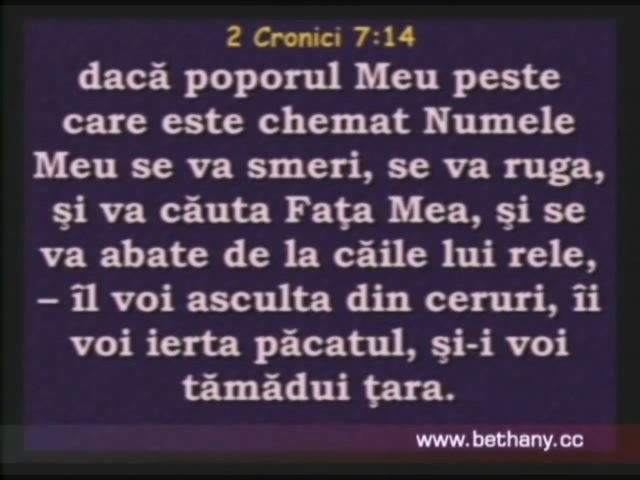 2 Cronici 7:14
dacă poporul Meu peste
care este chemat Numele
Meu se va smeri, se va ruga,
şi va căuta Faţa Mea, şi se
va abate de la căile lui rele,
– îl voi asculta din ceruri, îi
voi ierta păcatul, şi-i voi
tămădui ţara.
www.bethany.cc